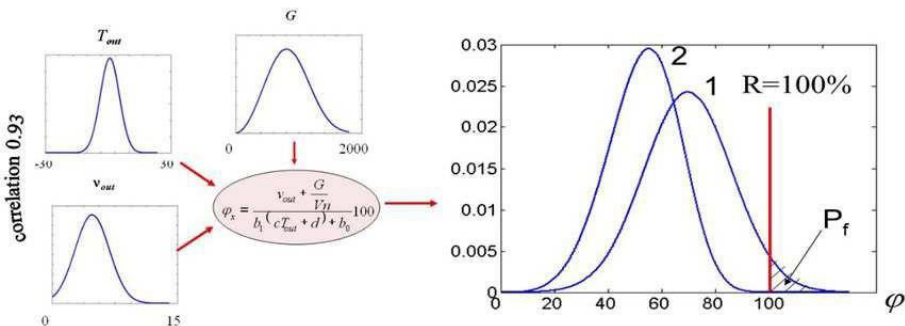 T_out
-30 30
correlation 0.93
v_out
0 15
G
0 2000
φ_x = (v_out + G/(Vn)) / (b_1(cT_out + d) + b_0) 100
0.03
0.025
0.02
0.015
0.01
0.005
0
0 20 40 60 80 100 120 φ
2
1
R=100%
P_f